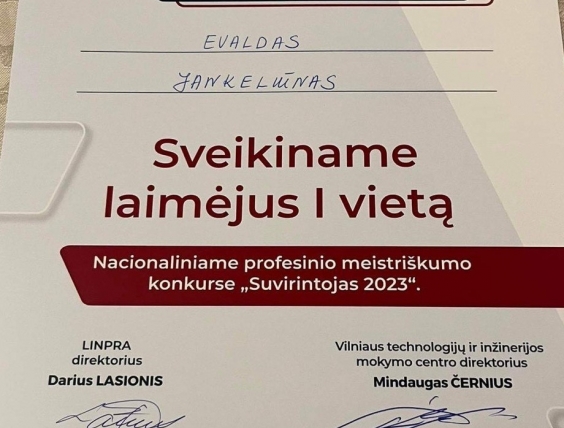 EVALDAS
JANKELIŪNAS
Sveikiname
laimėjus I vietą
Nacionaliniame profesinio meistriškumo
konkurse „Suvirintojas 2023“.
LINPRA
direktorius
Darius LASIONIS
Vilniaus technologijų ir inžinerijos
mokymo centro direktorius
Mindaugas ČERNIUS